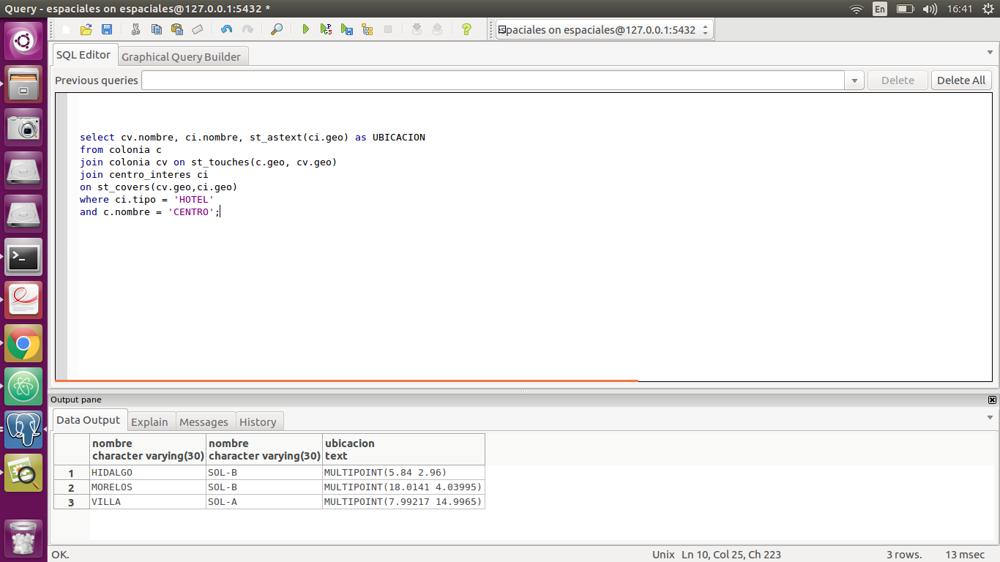 Query - espaciales on espaciales@127.0.0.1:5432 *
En
16:41
espaciales on espaciales@127.0.0.1:5432
SQL Editor
Graphical Query Builder
Previous queries
Delete
Delete All
select cv.nombre, ci.nombre, st_astext(ci.geo) as UBICACION
from colonia c
join colonia cv on st_touches(c.geo, cv.geo)
join centro_interes ci
on st_covers(cv.geo,ci.geo)
where ci.tipo = 'HOTEL'
and c.nombre = 'CENTRO';
Output pane
Data Output
Explain
Messages
History
nombre nombre ubicacion
character varying(30) character varying(30) text
1 HIDALGO SOL-B MULTIPOINT(5.84 2.96)
2 MORELOS SOL-B MULTIPOINT(18.0141 4.03995)
3 VILLA SOL-A MULTIPOINT(7.99217 14.9965)
OK.
Unix Ln 10, Col 25, Ch 223
3 rows.
13 msec